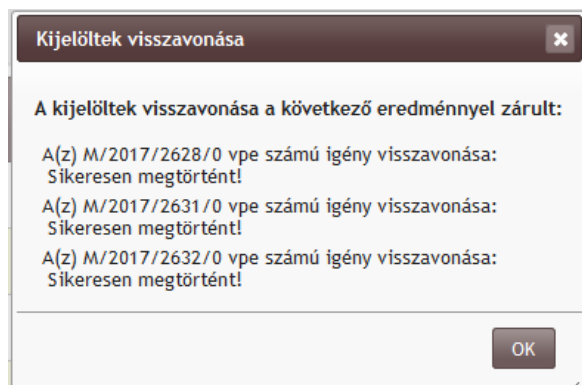 Kijelöltek visszavonása
A kijelöltek visszavonása a következő eredménnyel zárult:
A(z) M/2017/2628/0 vpe számú igény visszavonása:
Sikeresen megtörtént!
A(z) M/2017/2631/0 vpe számú igény visszavonása:
Sikeresen megtörtént!
A(z) M/2017/2632/0 vpe számú igény visszavonása:
Sikeresen megtörtént!
OK